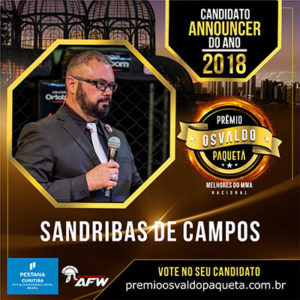 CANDIDATO
ANNOUNCER
DO ANO
2018
PRÊMIO
OSVALDO
PAQUETÁ
MELHORES DO MMA
NACIONAL
SANDRIBAS DE CAMPOS
PESTANA
CURITIBA
AFW
VOTE NO SEU CANDIDATO
premioosvaldopaqueta.com.br